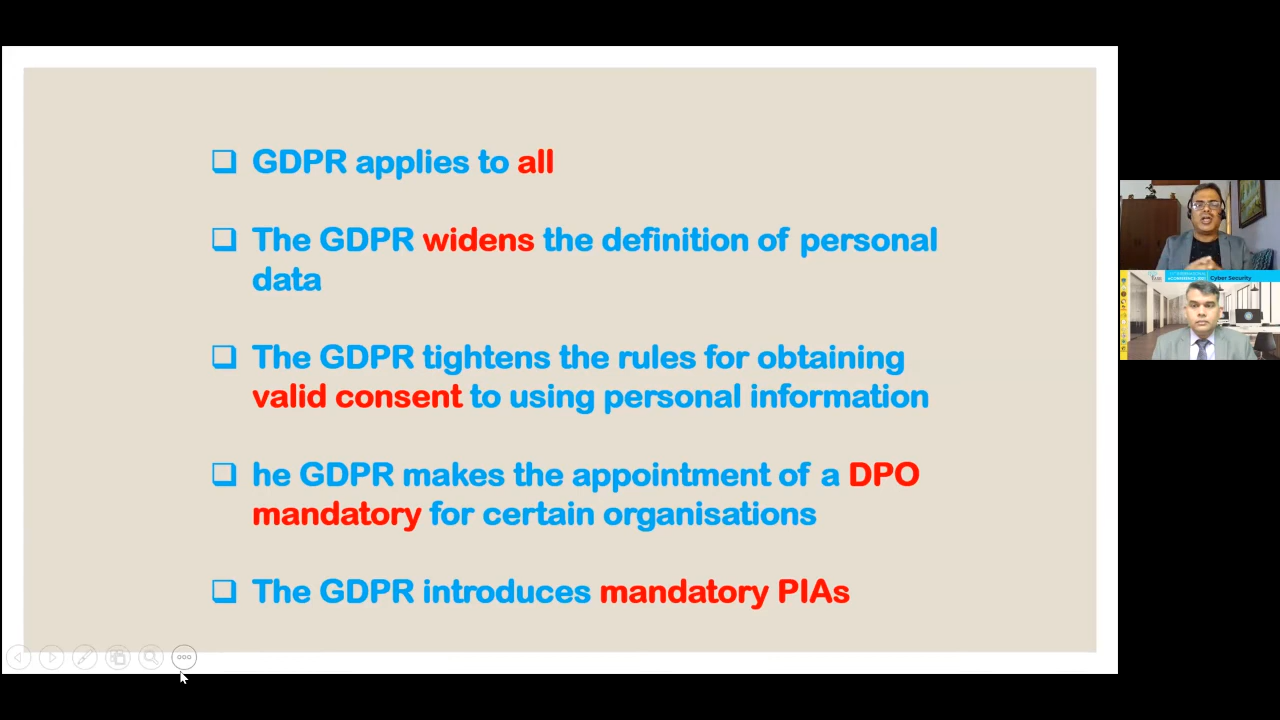 GDPR applies to all
The GDPR widens the definition of personal
data
The GDPR tightens the rules for obtaining
valid consent to using personal information
he GDPR makes the appointment of a DPO
mandatory for certain organisations
The GDPR introduces mandatory PIAs
Cyber Security